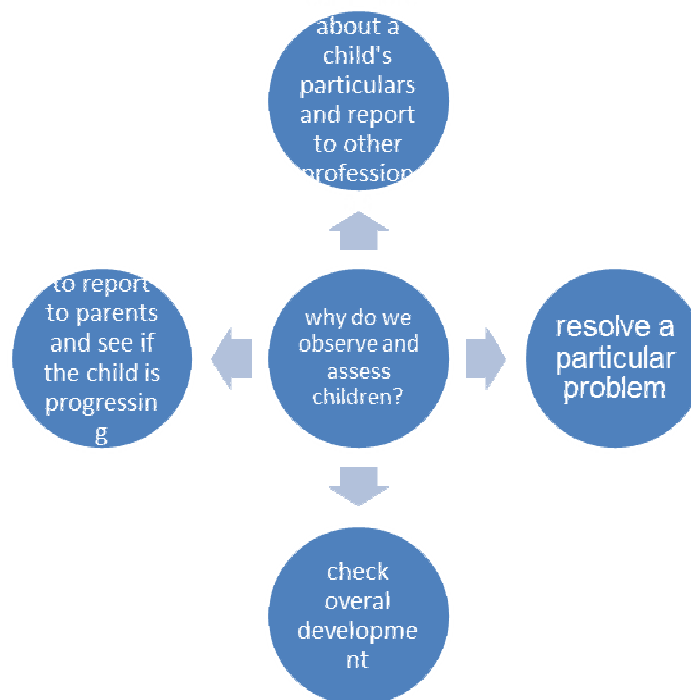 about a
child's
particulars
and report
to other
profession
to report
to parents
and see if
the child is
progressin
g
why do we
observe and
assess
children?
resolve a
particular
problem
check
overal
developme
nt